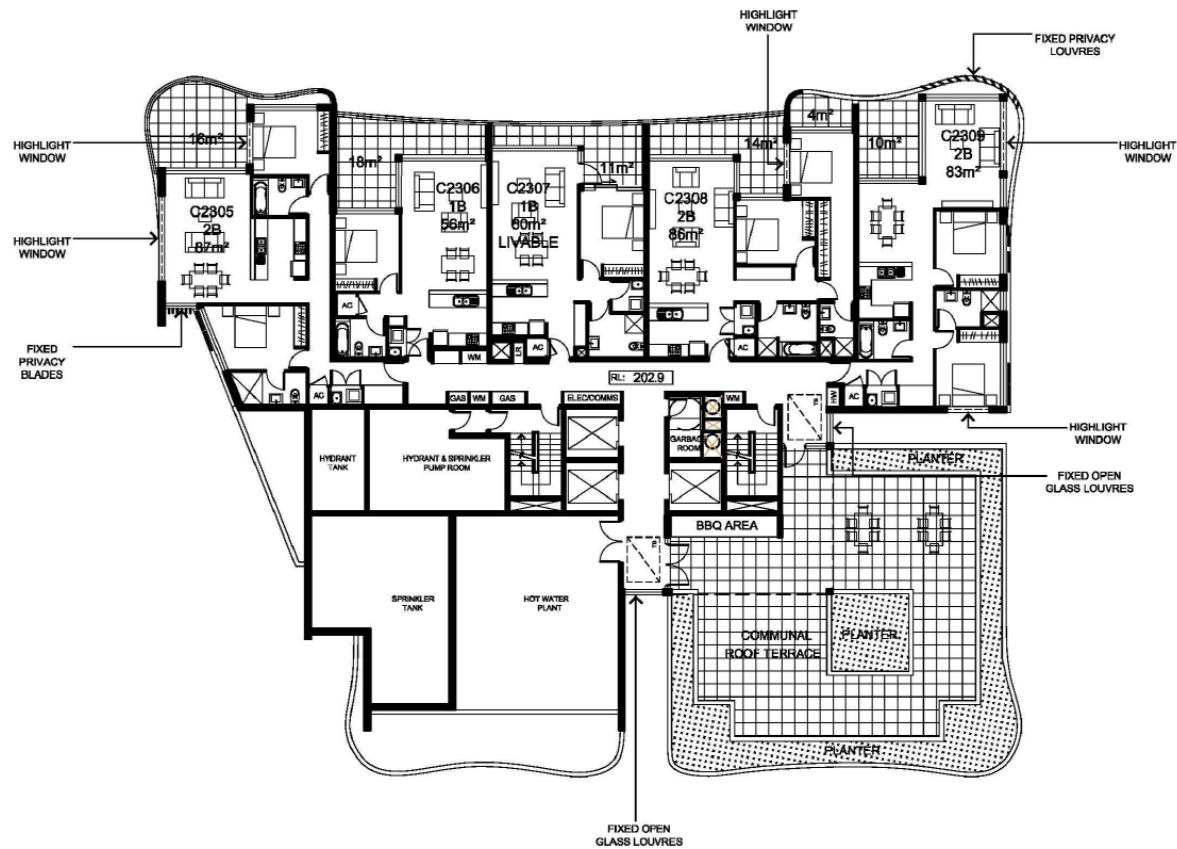 HIGHLIGHT
WINDOW
FIXED PRIVACY
LOUVRES
4m²
16m²
14m²
10m²
C2309
2B
83m²
HIGHLIGHT
WINDOW
HIGHLIGHT
WINDOW
18m²
11m²
C2306
1B
56m²
C2307
1B
60m²
LIVABLE
C2308
2B
86m²
C2305
2B
87m²
HIGHLIGHT
WINDOW
AC
FIXED
PRIVACY
BLADES
WM
LR
AC
AC
RL: 202.9
AC
GAS
WM
GAS
ELEC/COMMS
WM
HW
AC
HIGHLIGHT
WINDOW
GARBAGE
ROOM
HYDRANT
TANK
HYDRANT & SPRINKLER
PUMP ROOM
PLANTER
FIXED OPEN
GLASS LOUVRES
BBQ AREA
SPRINKLER
TANK
HOT WATER
PLANT
COMMUNAL
ROOF TERRACE
PLANTER
PLANTER
FIXED OPEN
GLASS LOUVRES